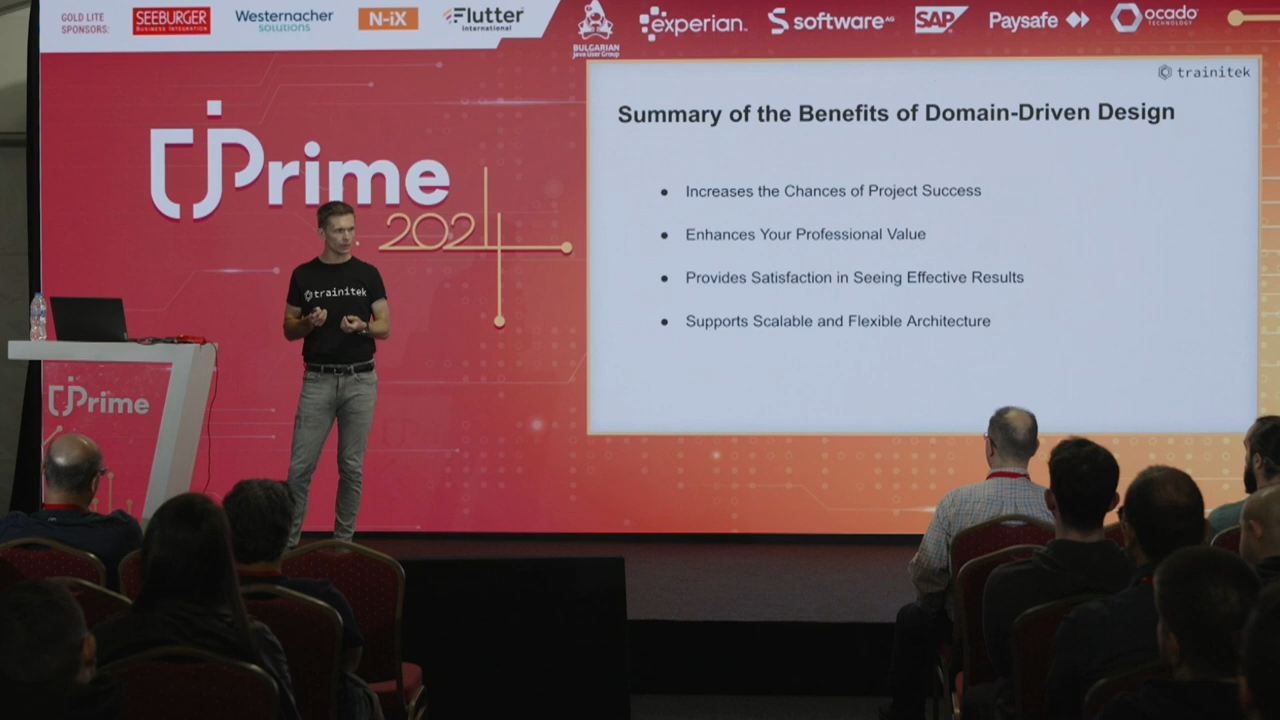 GOLD LITE
SPONSORS:
SEEBURGER
BUSINESS INTEGRATION
Westernacher
solutions
N-iX
Flutter
International
BULGARIAN
Java User Group
experian.
software AG
SAP
Paysafe
ocado
TECHNOLOGY
trainitek
Summary of the Benefits of Domain-Driven Design
• Increases the Chances of Project Success
• Enhances Your Professional Value
• Provides Satisfaction in Seeing Effective Results
• Supports Scalable and Flexible Architecture
jPrime
2024
trainitek
jPrime